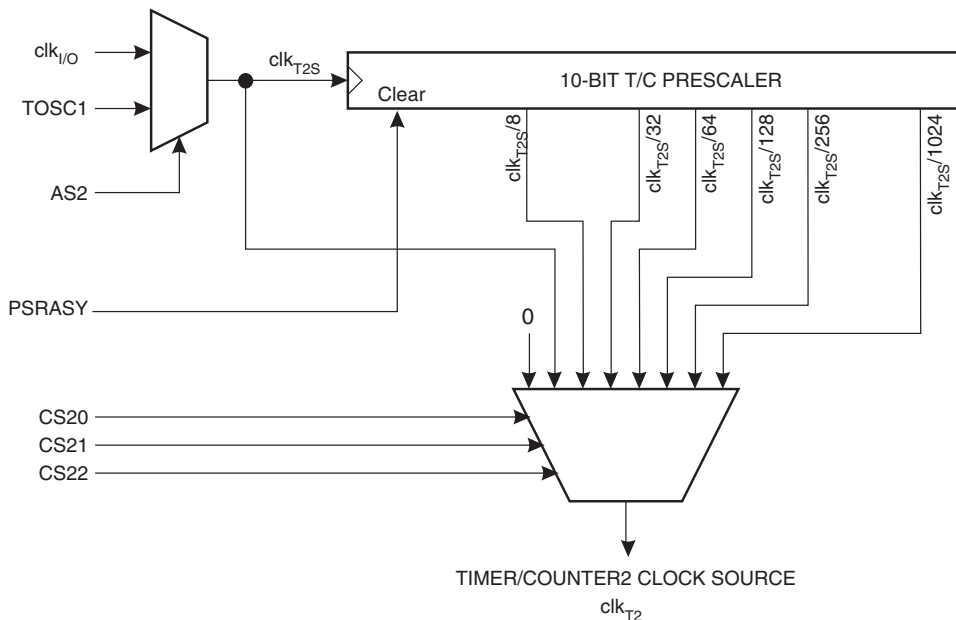 clkI/O
TOSC1
AS2
clkT2S
10-BIT T/C PRESCALER
Clear
clkT2S/8
clkT2S/32
clkT2S/64
clkT2S/128
clkT2S/256
clkT2S/1024
PSRASY
0
CS20
CS21
CS22
TIMER/COUNTER2 CLOCK SOURCE
clkT2